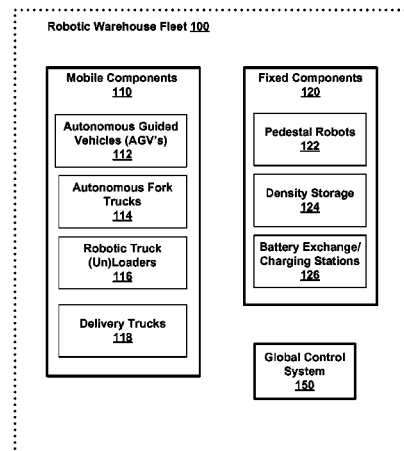 Robotic Warehouse Fleet 100
Mobile Components
110
Autonomous Guided
Vehicles (AGV's)
112
Autonomous Fork
Trucks
114
Robotic Truck
(Un)Loaders
116
Delivery Trucks
118
Fixed Components
120
Pedestal Robots
122
Density Storage
124
Battery Exchange/
Charging Stations
126
Global Control
System
150